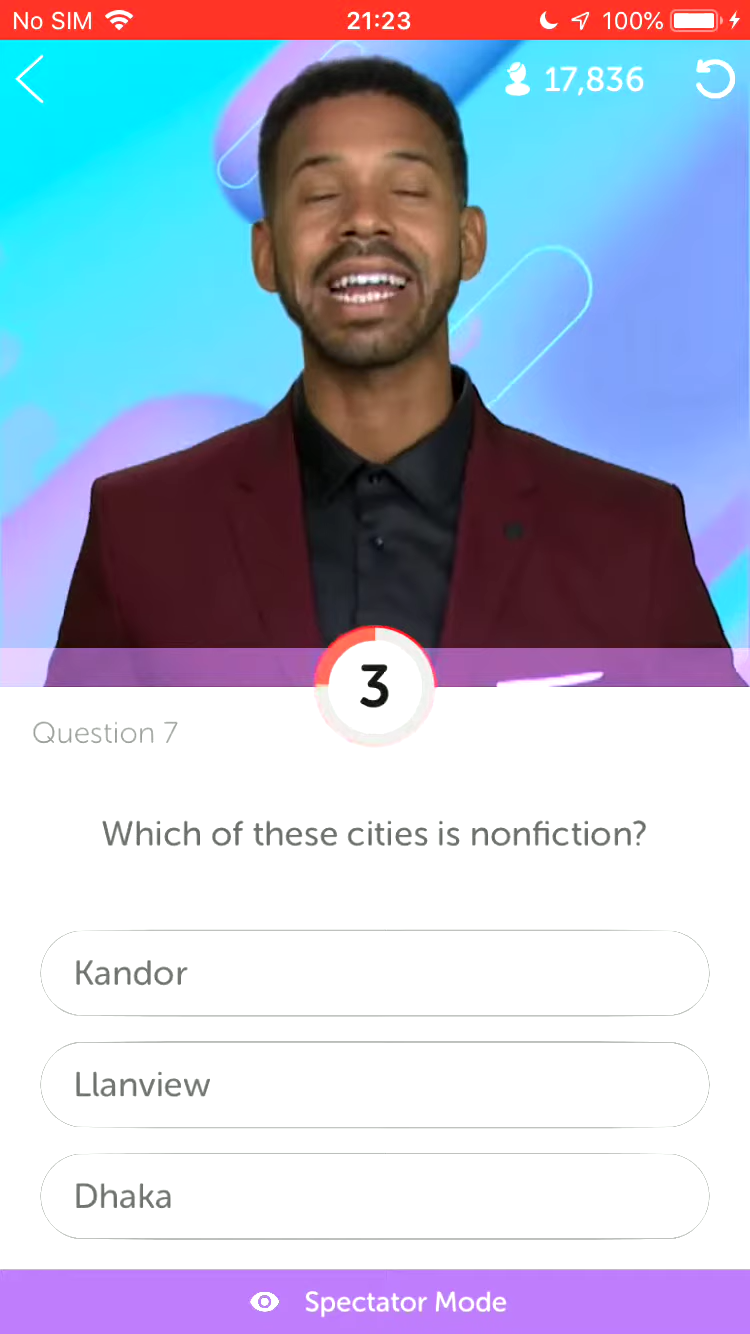 No SIM 21:23 100%
17,836
3
Question 7
Which of these cities is nonfiction?
Kandor
Llanview
Dhaka
Spectator Mode